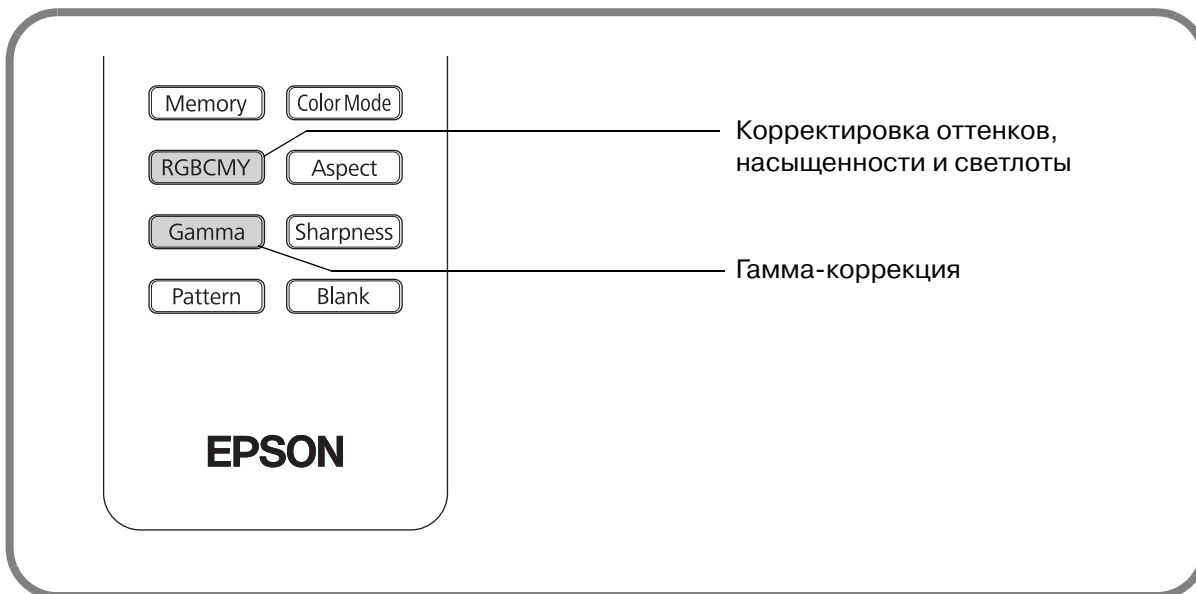 Memory Color Mode
RGBCMY Aspect
Gamma Sharpness
Pattern Blank
EPSON
Корректировка оттенков,
насыщенности и светлоты
Гамма-коррекция